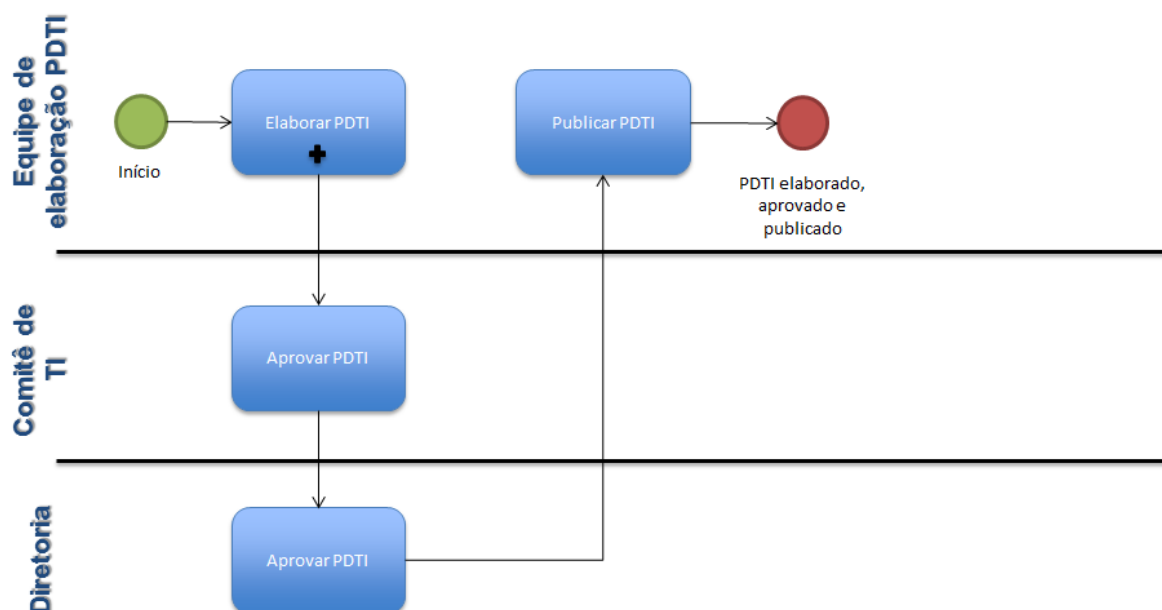 Equipe de
elaboração PDTI
Início
Elaborar PDTI
Publicar PDTI
PDTI elaborado,
aprovado e
publicado
Comitê de
TI
Aprovar PDTI
Diretoria
Aprovar PDTI